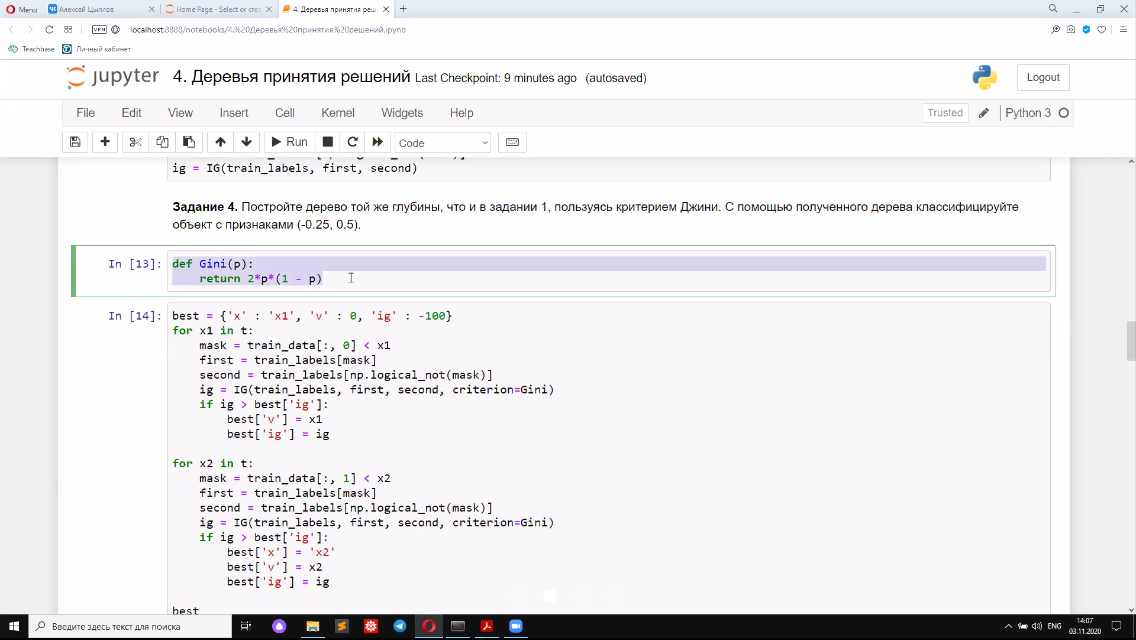 Menu
Алексей Цыплов
Home Page - Select or crea
4. Деревья принятия реше
VPN
localhost:8888/notebooks/4.%20Деревья%20принятия%20решений.ipynb
Teachbase
Личный кабинет
jupyter
4. Деревья принятия решений Last Checkpoint: 9 minutes ago (autosaved)
Logout
File Edit View Insert Cell Kernel Widgets Help
Trusted
Python 3
Run
Code
ig = IG(train_labels, first, second)
Задание 4. Постройте дерево той же глубины, что и в задании 1, пользуясь критерием Джини. С помощью полученного дерева классифицируйте
объект с признаками (-0.25, 0.5).
In [13]:
def Gini(p):
return 2*p*(1 - p)
In [14]:
best = {'x' : 'x1', 'v' : 0, 'ig' : -100}
for x1 in t:
mask = train_data[:, 0] < x1
first = train_labels[mask]
second = train_labels[np.logical_not(mask)]
ig = IG(train_labels, first, second, criterion=Gini)
if ig > best['ig']:
best['v'] = x1
best['ig'] = ig
for x2 in t:
mask = train_data[:, 1] < x2
first = train_labels[mask]
second = train_labels[np.logical_not(mask)]
ig = IG(train_labels, first, second, criterion=Gini)
if ig > best['ig']:
best['x'] = 'x2'
best['v'] = x2
best['ig'] = ig
best
Введите здесь текст для поиска
ENG
14:07
03.11.2020